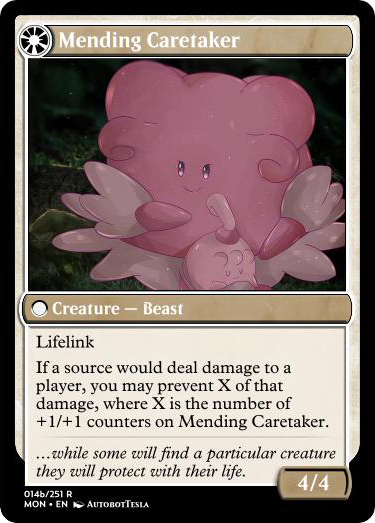 Mending Caretaker
Creature — Beast
Lifelink
If a source would deal damage to a
player, you may prevent X of that
damage, where X is the number of
+1/+1 counters on Mending Caretaker.
...while some will find a particular creature
they will protect with their life.
4/4
014b/251 R
MON • EN AutobotTesla